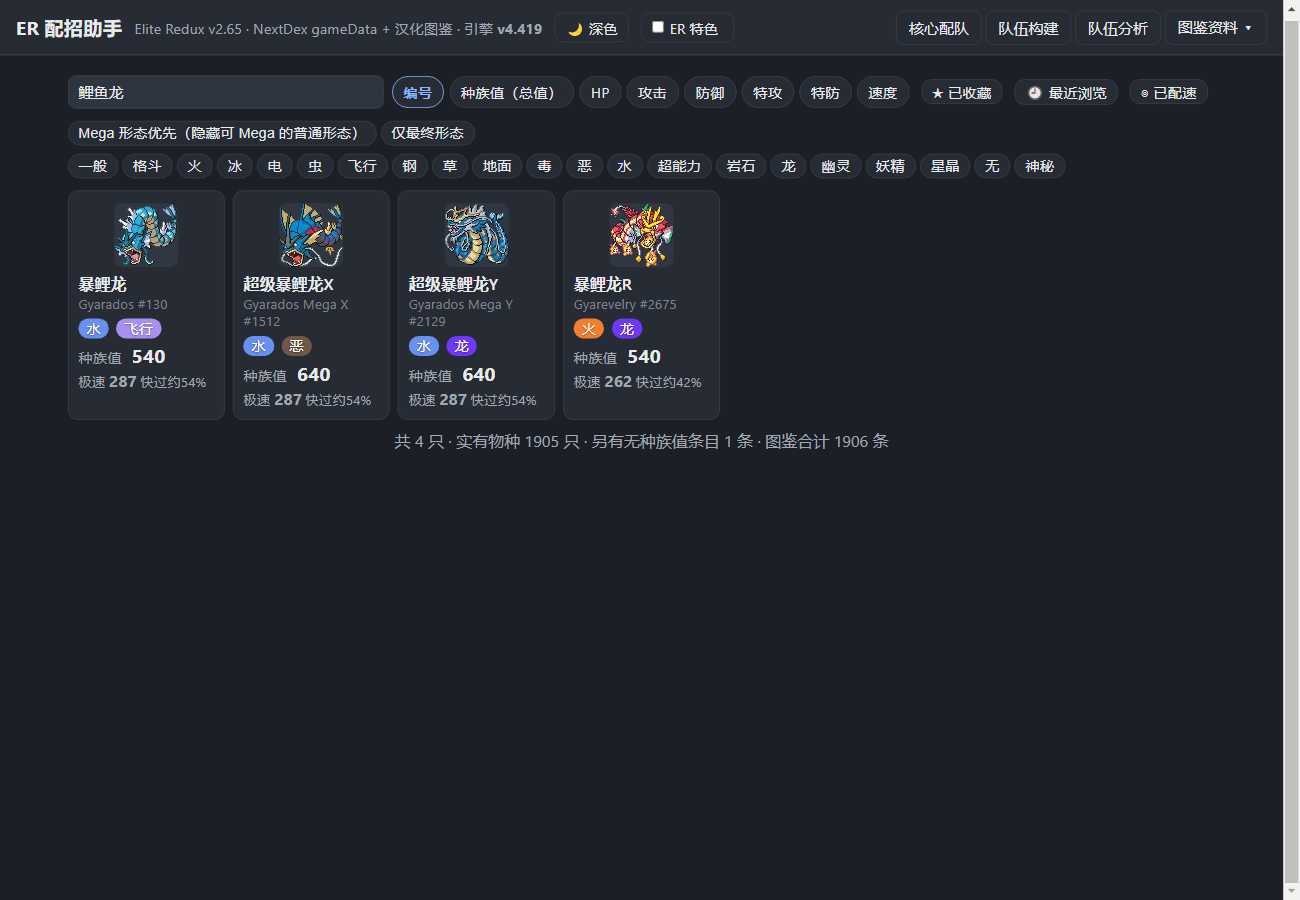 ER 配招助手 Elite Redux v2.65 · NextDex gameData + 汉化图鉴 · 引擎 v4.419 🌙 深色 ER 特色 核心配队 队伍构建 队伍分析 图鉴资料 ▾
鲤鱼龙 编号 种族值（总值） HP 攻击 防御 特攻 特防 速度 ★ 已收藏 🕘 最近浏览 ⊚ 已配速
Mega 形态优先（隐藏可 Mega 的普通形态） 仅最终形态
一般 格斗 火 冰 电 虫 飞行 钢 草 地面 毒 恶 水 超能力 岩石 龙 幽灵 妖精 星晶 无 神秘
暴鲤龙
Gyarados #130
水 飞行
种族值 540
极速 287 快过约54%
超级暴鲤龙X
Gyarados Mega X
#1512
水 恶
种族值 640
极速 287 快过约54%
超级暴鲤龙Y
Gyarados Mega Y
#2129
水 龙
种族值 640
极速 287 快过约54%
暴鲤龙R
Gyarevelry #2675
火 龙
种族值 540
极速 262 快过约42%
共 4 只 · 实有物种 1905 只 · 另有无种族值条目 1 条 · 图鉴合计 1906 条